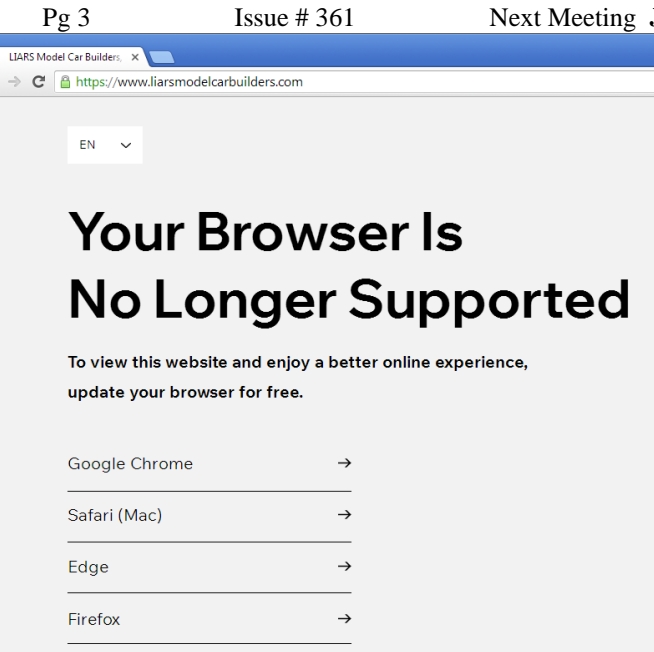 Pg 3 Issue # 361 Next Meeting
LIARS Model Car Builders,
https://www.liarsmodelcarbuilders.com
EN
Your Browser Is
No Longer Supported
To view this website and enjoy a better online experience,
update your browser for free.
Google Chrome
Safari (Mac)
Edge
Firefox